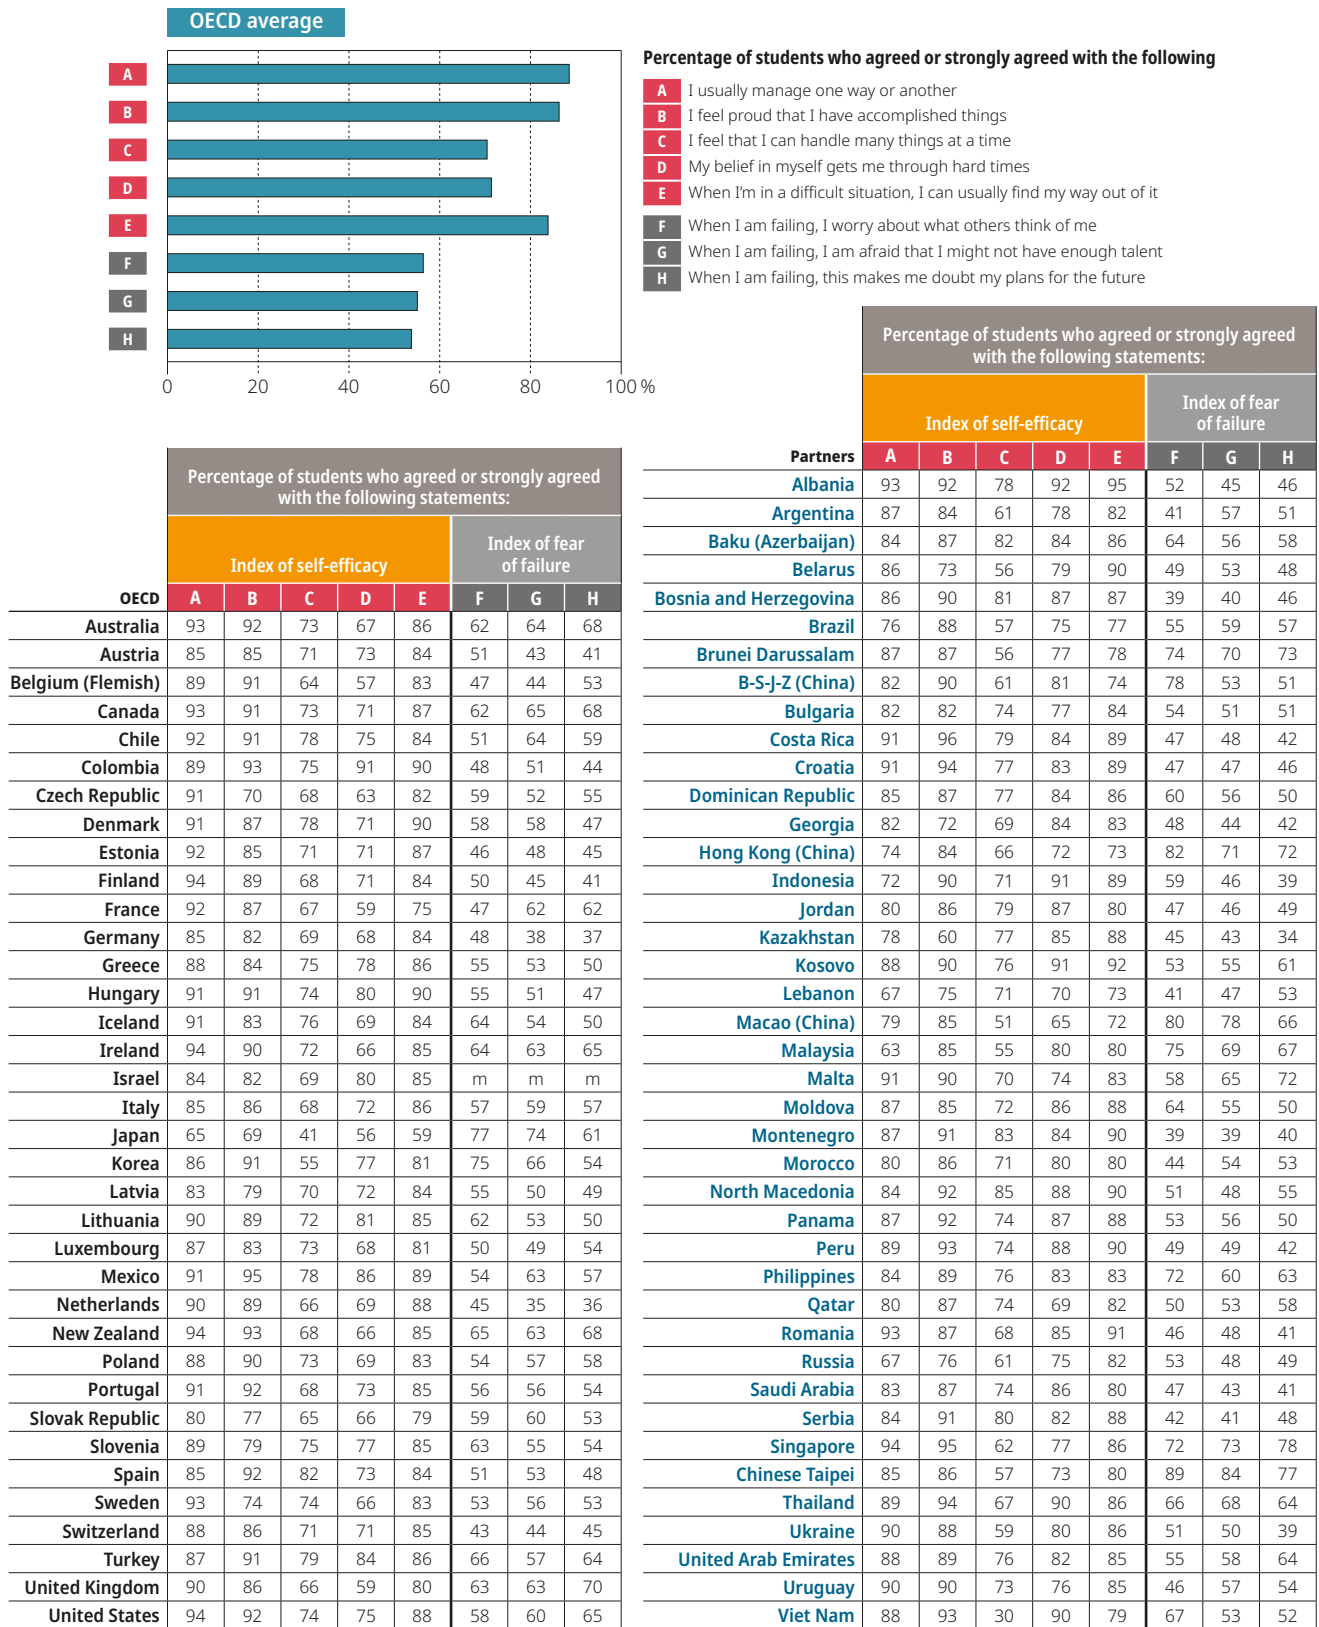 OECD average
A
B
C
D
E
F
G
H
0 20 40 60 80 100 %
Percentage of students who agreed or strongly agreed with the following
A I usually manage one way or another
B I feel proud that I have accomplished things
C I feel that I can handle many things at a time
D My belief in myself gets me through hard times
E When I'm in a difficult situation, I can usually find my way out of it
F When I am failing, I worry about what others think of me
G When I am failing, I am afraid that I might not have enough talent
H When I am failing, this makes me doubt my plans for the future
Percentage of students who agreed or strongly agreed
with the following statements:
Index of self-efficacy
Index of fear
of failure
OECD A B C D E F G H
Australia 93 92 73 67 86 62 64 68
Austria 85 85 71 73 84 51 43 41
Belgium (Flemish) 89 91 64 57 83 47 44 53
Canada 93 91 73 71 87 62 65 68
Chile 92 91 78 75 84 51 64 59
Colombia 89 93 75 91 90 48 51 44
Czech Republic 91 70 68 63 82 59 52 55
Denmark 91 87 78 71 90 58 58 47
Estonia 92 85 71 71 87 46 48 45
Finland 94 89 68 71 84 50 45 41
France 92 87 67 59 75 47 62 62
Germany 85 82 69 68 84 48 38 37
Greece 88 84 75 78 86 55 53 50
Hungary 91 91 74 80 90 55 51 47
Iceland 91 83 76 69 84 64 54 50
Ireland 94 90 72 66 85 64 63 65
Israel 84 82 69 80 85 m m m
Italy 85 86 68 72 86 57 59 57
Japan 65 69 41 56 59 77 74 61
Korea 86 91 55 77 81 75 66 54
Latvia 83 79 70 72 84 55 50 49
Lithuania 90 89 72 81 85 62 53 50
Luxembourg 87 83 73 68 81 50 49 54
Mexico 91 95 78 86 89 54 63 57
Netherlands 90 89 66 69 88 45 35 36
New Zealand 94 93 68 66 85 65 63 68
Poland 88 90 73 69 83 54 57 58
Portugal 91 92 68 73 85 56 56 54
Slovak Republic 80 77 65 66 79 59 60 53
Slovenia 89 79 75 77 85 63 55 54
Spain 85 92 82 73 84 51 53 48
Sweden 93 74 74 66 83 53 56 53
Switzerland 88 86 71 71 85 43 44 45
Turkey 87 91 79 84 86 66 57 64
United Kingdom 90 86 66 59 80 63 63 70
United States 94 92 74 75 88 58 60 65
Percentage of students who agreed or strongly agreed
with the following statements:
Index of self-efficacy
Index of fear
of failure
Partners A B C D E F G H
Albania 93 92 78 92 95 52 45 46
Argentina 87 84 61 78 82 41 57 51
Baku (Azerbaijan) 84 87 82 84 86 64 56 58
Belarus 86 73 56 79 90 49 53 48
Bosnia and Herzegovina 86 90 81 87 87 39 40 46
Brazil 76 88 57 75 77 55 59 57
Brunei Darussalam 87 87 56 77 78 74 70 73
B-S-J-Z (China) 82 90 61 81 74 78 53 51
Bulgaria 82 82 74 77 84 54 51 51
Costa Rica 91 96 79 84 89 47 48 42
Croatia 91 94 77 83 89 47 47 46
Dominican Republic 85 87 77 84 86 60 56 50
Georgia 82 72 69 84 83 48 44 42
Hong Kong (China) 74 84 66 72 73 82 71 72
Indonesia 72 90 71 91 89 59 46 39
Jordan 80 86 79 87 80 47 46 49
Kazakhstan 78 60 77 85 88 45 43 34
Kosovo 88 90 76 91 92 53 55 61
Lebanon 67 75 71 70 73 41 47 53
Macao (China) 79 85 51 65 72 80 78 66
Malaysia 63 85 55 80 80 75 69 67
Malta 91 90 70 74 83 58 65 72
Moldova 87 85 72 86 88 64 55 50
Montenegro 87 91 83 84 90 39 39 40
Morocco 80 86 71 80 80 44 54 53
North Macedonia 84 92 85 88 90 51 48 55
Panama 87 92 74 87 88 53 56 50
Peru 89 93 74 88 90 49 49 42
Philippines 84 89 76 83 83 72 60 63
Qatar 80 87 74 69 82 50 53 58
Romania 93 87 68 85 91 46 48 41
Russia 67 76 61 75 82 53 48 49
Saudi Arabia 83 87 74 86 80 47 43 41
Serbia 84 91 80 82 88 42 41 48
Singapore 94 95 62 77 86 72 73 78
Chinese Taipei 85 86 57 73 80 89 84 77
Thailand 89 94 67 90 86 66 68 64
Ukraine 90 88 59 80 86 51 50 39
United Arab Emirates 88 89 76 82 85 55 58 64
Uruguay 90 90 73 76 85 46 57 54
Viet Nam 88 93 30 90 79 67 53 52